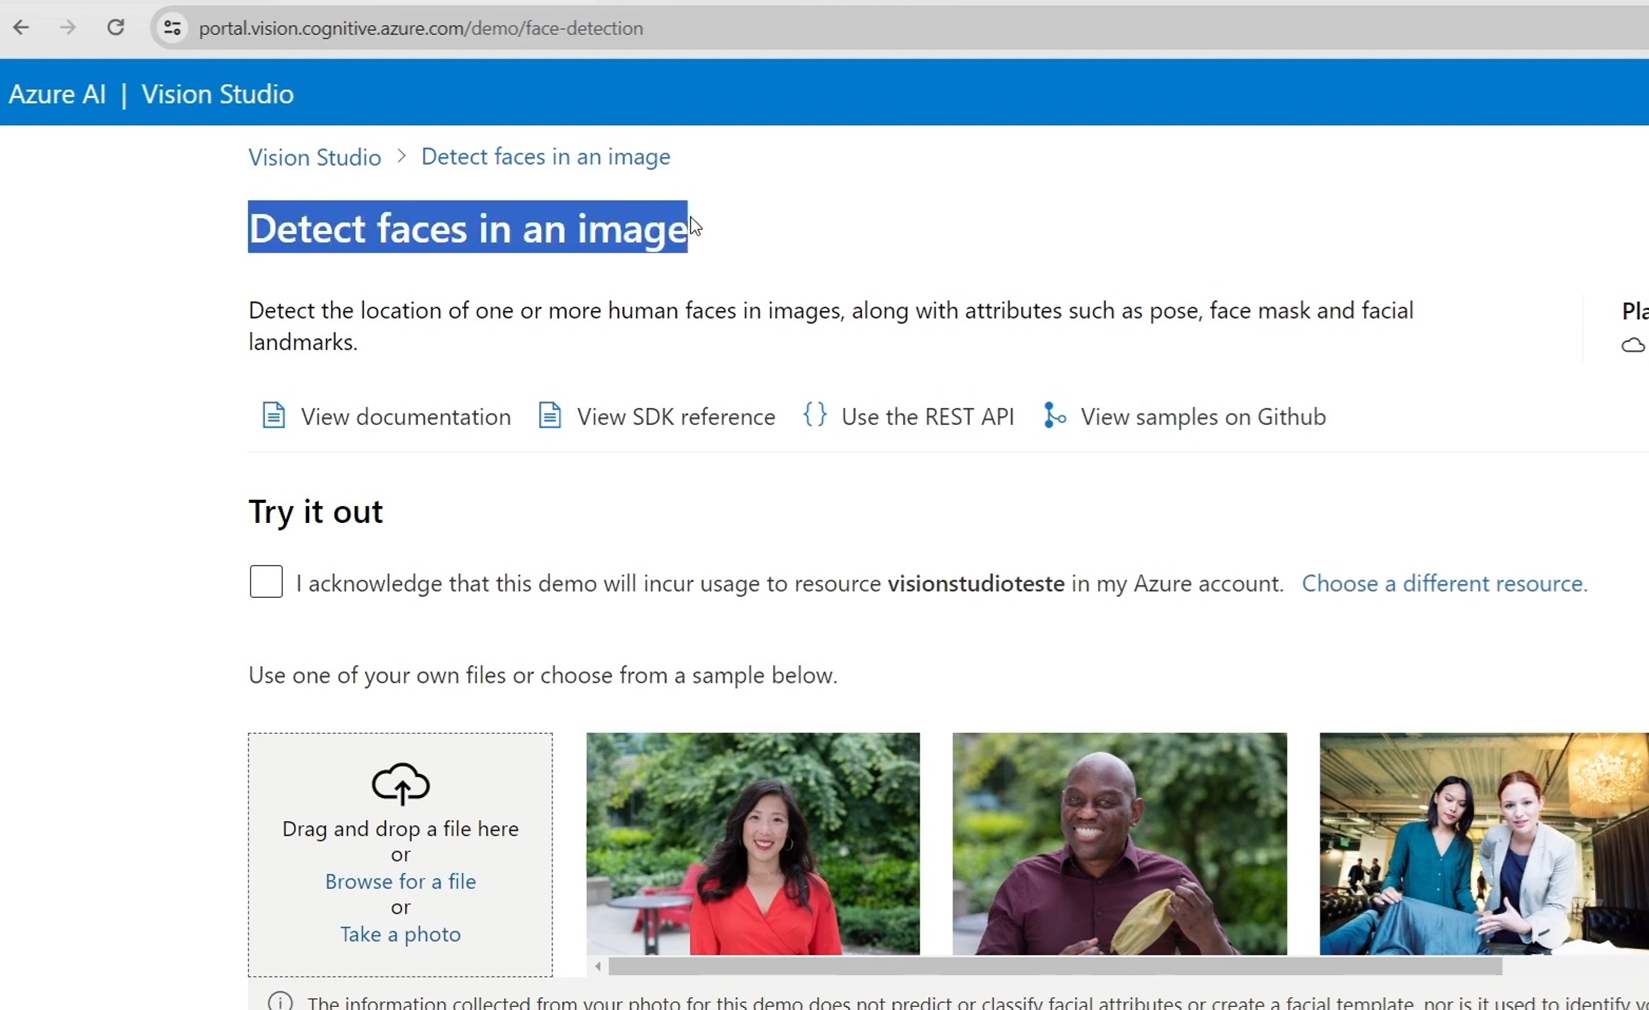 portal.vision.cognitive.azure.com/demo/face-detection
Azure AI | Vision Studio
Vision Studio > Detect faces in an image
Detect faces in an image
Detect the location of one or more human faces in images, along with attributes such as pose, face mask and facial
landmarks.
View documentation View SDK reference {} Use the REST API View samples on Github
Try it out
I acknowledge that this demo will incur usage to resource visionstudioteste in my Azure account. Choose a different resource.
Use one of your own files or choose from a sample below.
Drag and drop a file here
or
Browse for a file
or
Take a photo
The information collected from your photo for this demo does not predict or classify facial attributes or create a facial template, nor is it used to identify